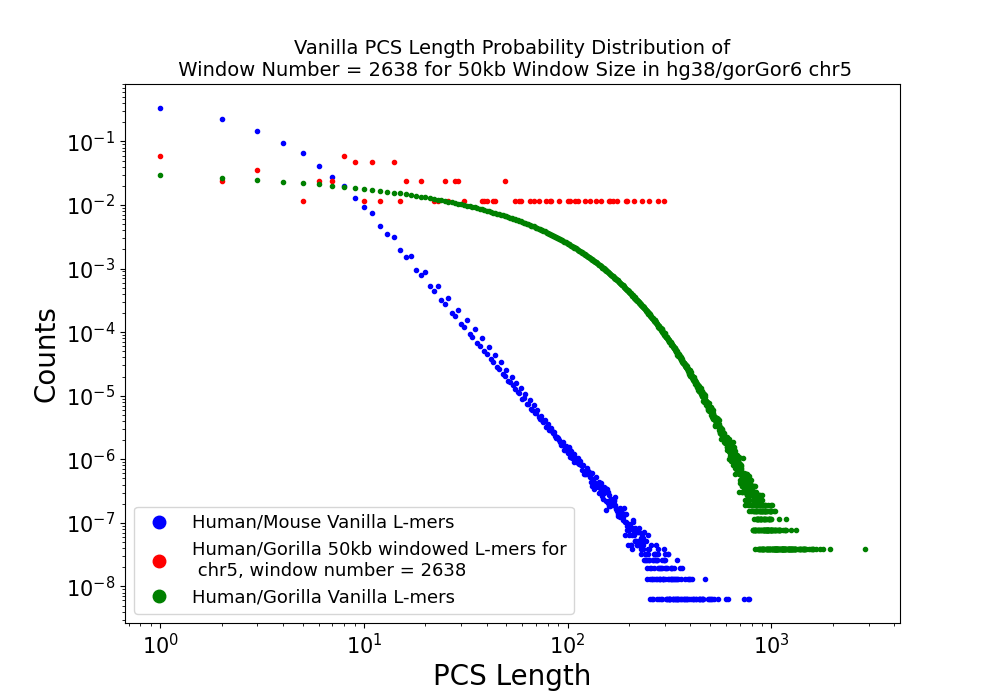 Vanilla PCS Length Probability Distribution of
Window Number = 2638 for 50kb Window Size in hg38/gorGor6 chr5
10⁻¹
10⁻²
10⁻³
10⁻⁴
10⁻⁵
10⁻⁶
10⁻⁷
10⁻⁸
Counts
Human/Mouse Vanilla L-mers
Human/Gorilla 50kb windowed L-mers for
chr5, window number = 2638
Human/Gorilla Vanilla L-mers
10⁰ 10¹ 10² 10³
PCS Length